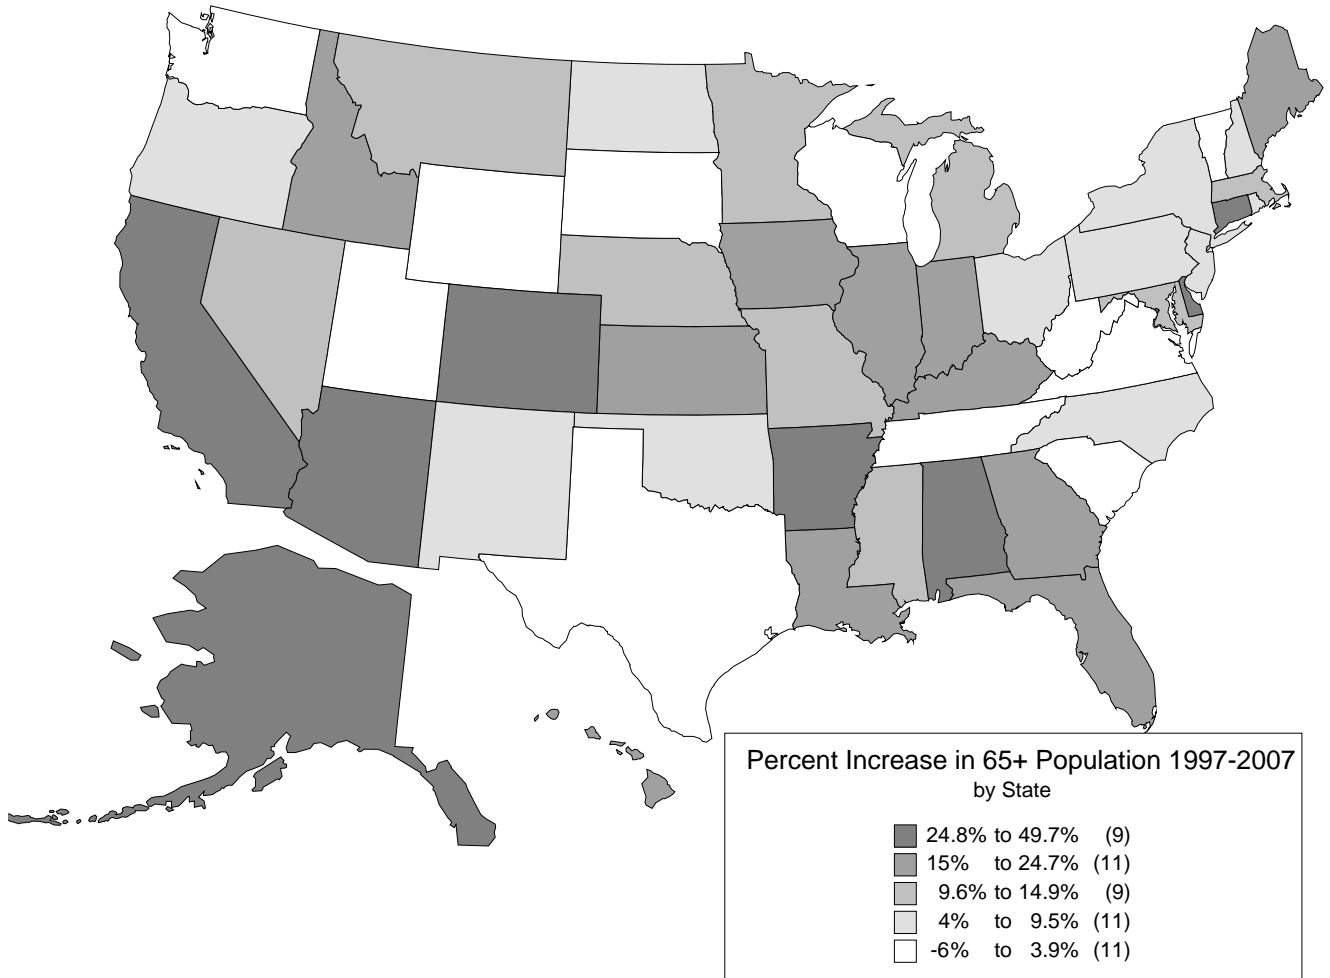 Percent Increase in 65+ Population 1997-2007
by State
24.8% to 49.7% (9)
15% to 24.7% (11)
9.6% to 14.9% (9)
4% to 9.5% (11)
-6% to 3.9% (11)